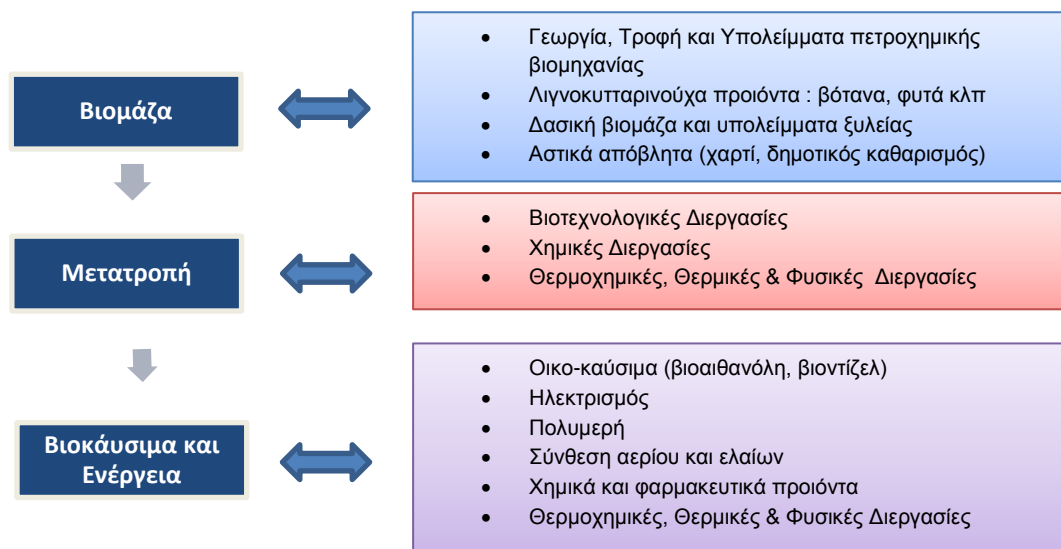 Βιομάζα
• Γεωργία, Τροφή και Υπολείμματα πετροχημικής
βιομηχανίας
• Λιγνοκυτταρινούχα προιόντα : βότανα, φυτά κλπ
• Δασική βιομάζα και υπολείμματα ξυλείας
• Αστικά απόβλητα (χαρτί, δημοτικός καθαρισμός)
Μετατροπή
• Βιοτεχνολογικές Διεργασίες
• Χημικές Διεργασίες
• Θερμοχημικές, Θερμικές & Φυσικές Διεργασίες
Βιοκάυσιμα και
Ενέργεια
• Οικο-καύσιμα (βιοαιθανόλη, βιοντίζελ)
• Ηλεκτρισμός
• Πολυμερή
• Σύνθεση αερίου και ελαίων
• Χημικά και φαρμακευτικά προιόντα
• Θερμοχημικές, Θερμικές & Φυσικές Διεργασίες